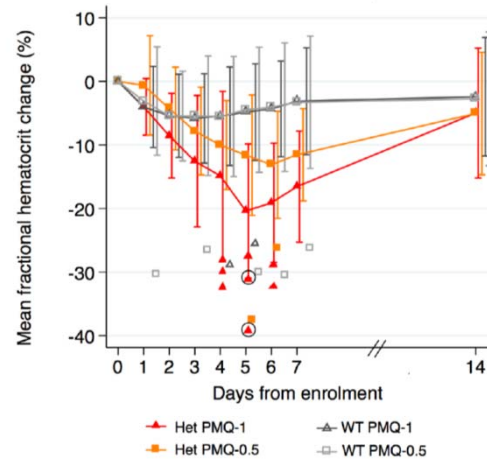 Mean fractional hematocrit change (%)
10
0
-10
-20
-30
-40
0 1 2 3 4 5 6 7 // 14
Days from enrolment
Het PMQ-1 WT PMQ-1
Het PMQ-0.5 WT PMQ-0.5